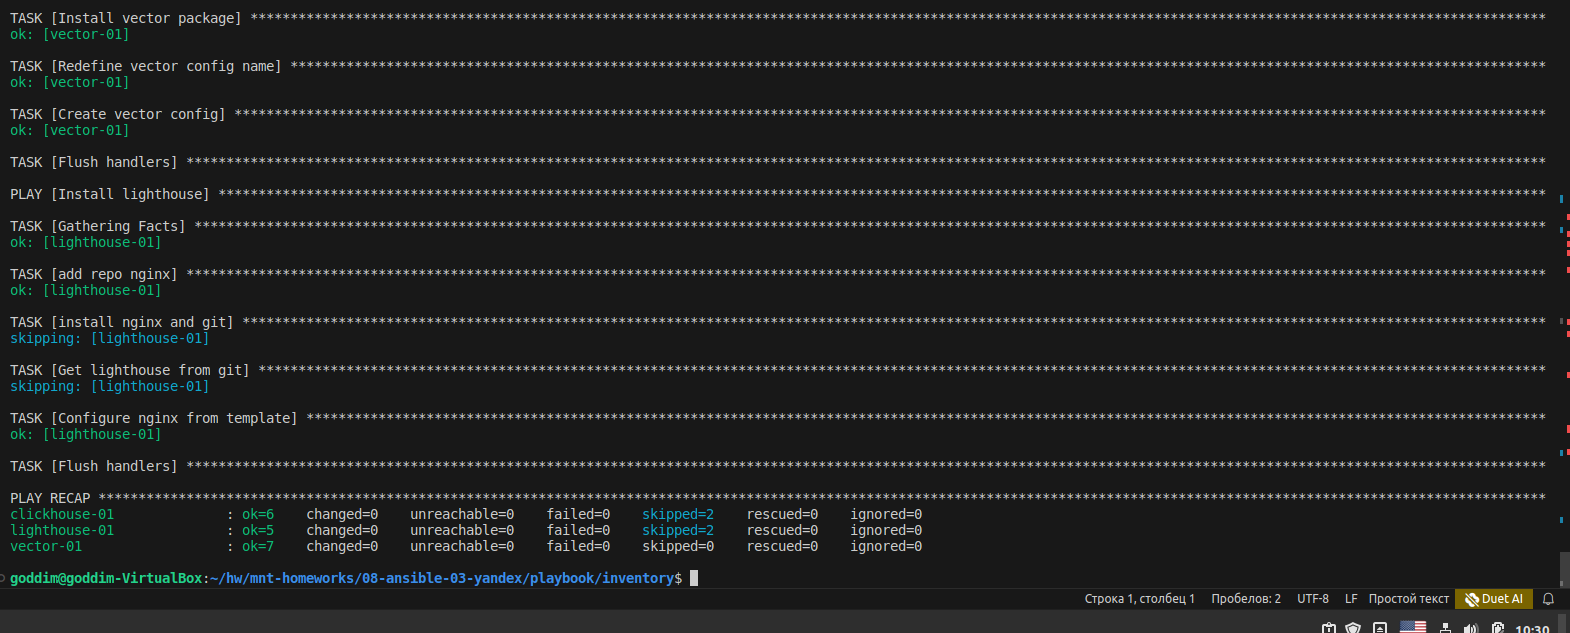 TASK [Install vector package] ******************************************************************************************************************************************************************
ok: [vector-01]
TASK [Redefine vector config name] *************************************************************************************************************************************************************
ok: [vector-01]
TASK [Create vector config] ********************************************************************************************************************************************************************
ok: [vector-01]
TASK [Flush handlers] **************************************************************************************************************************************************************************
PLAY [Install lighthouse] **********************************************************************************************************************************************************************
TASK [Gathering Facts] *************************************************************************************************************************************************************************
ok: [lighthouse-01]
TASK [add repo nginx] **************************************************************************************************************************************************************************
ok: [lighthouse-01]
TASK [install nginx and git] *******************************************************************************************************************************************************************
skipping: [lighthouse-01]
TASK [Get lighthouse from git] *****************************************************************************************************************************************************************
skipping: [lighthouse-01]
TASK [Configure nginx from template] ***********************************************************************************************************************************************************
ok: [lighthouse-01]
TASK [Flush handlers] **************************************************************************************************************************************************************************
PLAY RECAP *************************************************************************************************************************************************************************************
clickhouse-01              : ok=6    changed=0    unreachable=0    failed=0    skipped=2    rescued=0    ignored=0
lighthouse-01              : ok=5    changed=0    unreachable=0    failed=0    skipped=2    rescued=0    ignored=0
vector-01                  : ok=7    changed=0    unreachable=0    failed=0    skipped=0    rescued=0    ignored=0
goddim@goddim-VirtualBox:~/hw/mnt-homeworks/08-ansible-03-yandex/playbook/inventory$
Строка 1, столбец 1 Пробелов: 2 UTF-8 LF Простой текст Duet AI
10:30